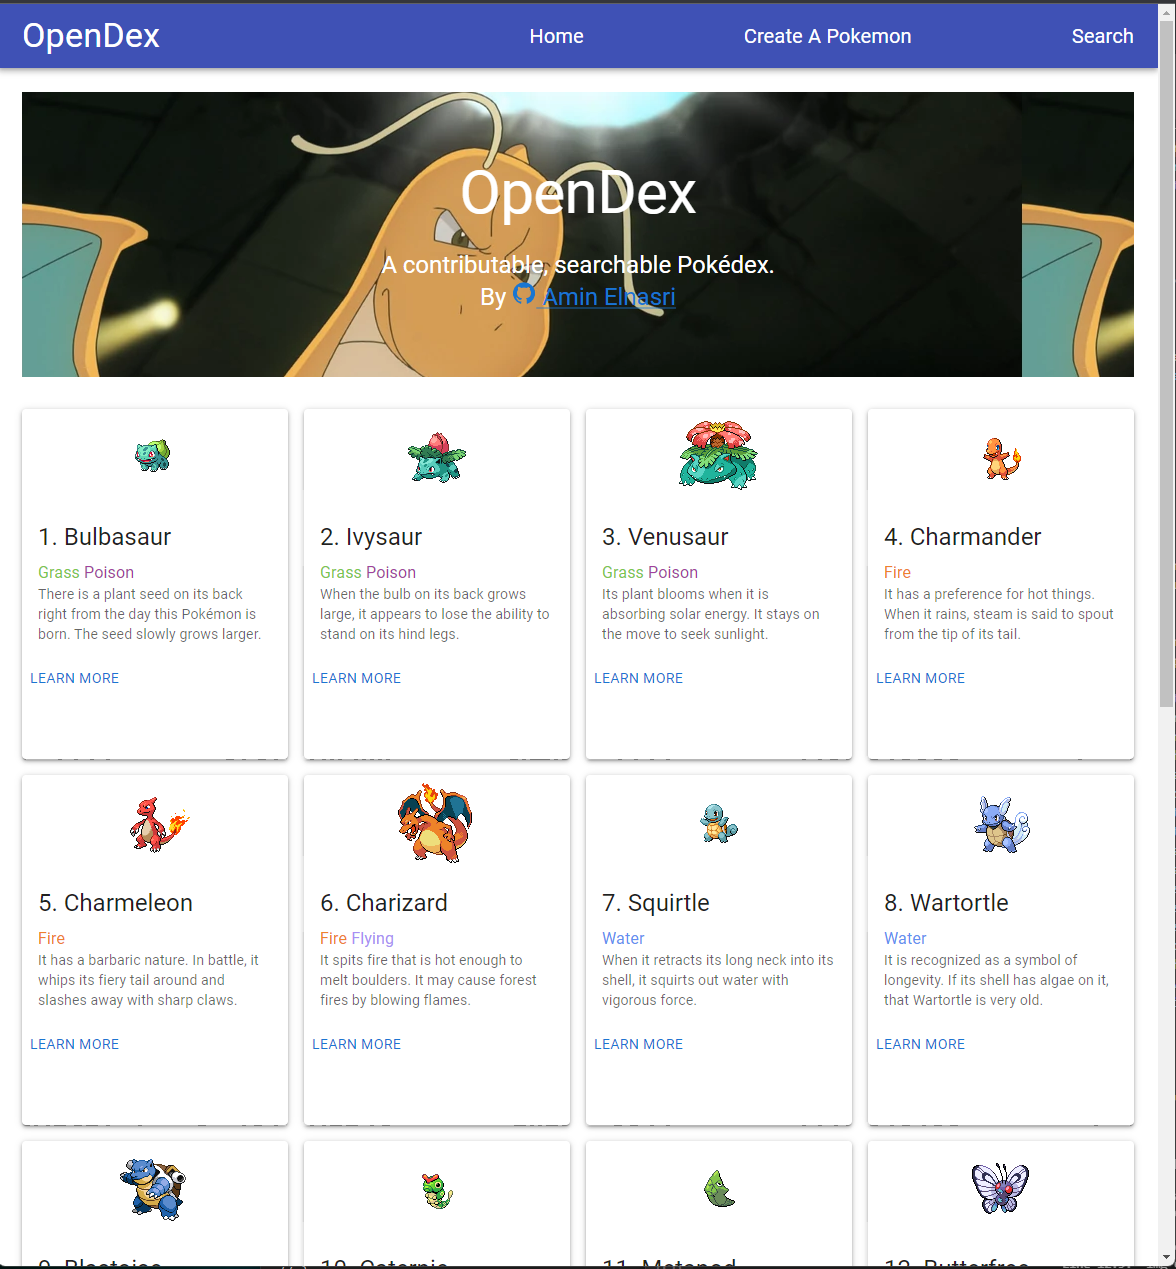 OpenDex
Home
Create A Pokemon
Search
OpenDex
A contributable, searchable Pokédex.
By Amin Elnasri
1. Bulbasaur
Grass Poison
There is a plant seed on its back
right from the day this Pokémon is
born. The seed slowly grows larger.
LEARN MORE
2. Ivysaur
Grass Poison
When the bulb on its back grows
large, it appears to lose the ability to
stand on its hind legs.
LEARN MORE
3. Venusaur
Grass Poison
Its plant blooms when it is
absorbing solar energy. It stays on
the move to seek sunlight.
LEARN MORE
4. Charmander
Fire
It has a preference for hot things.
When it rains, steam is said to spout
from the tip of its tail.
LEARN MORE
5. Charmeleon
Fire
It has a barbaric nature. In battle, it
whips its fiery tail around and
slashes away with sharp claws.
LEARN MORE
6. Charizard
Fire Flying
It spits fire that is hot enough to
melt boulders. It may cause forest
fires by blowing flames.
LEARN MORE
7. Squirtle
Water
When it retracts its long neck into its
shell, it squirts out water with
vigorous force.
LEARN MORE
8. Wartortle
Water
It is recognized as a symbol of
longevity. If its shell has algae on it,
that Wartortle is very old.
LEARN MORE
9. Blastoise
10. Caterpie
11. Metapod
12. Butterfree